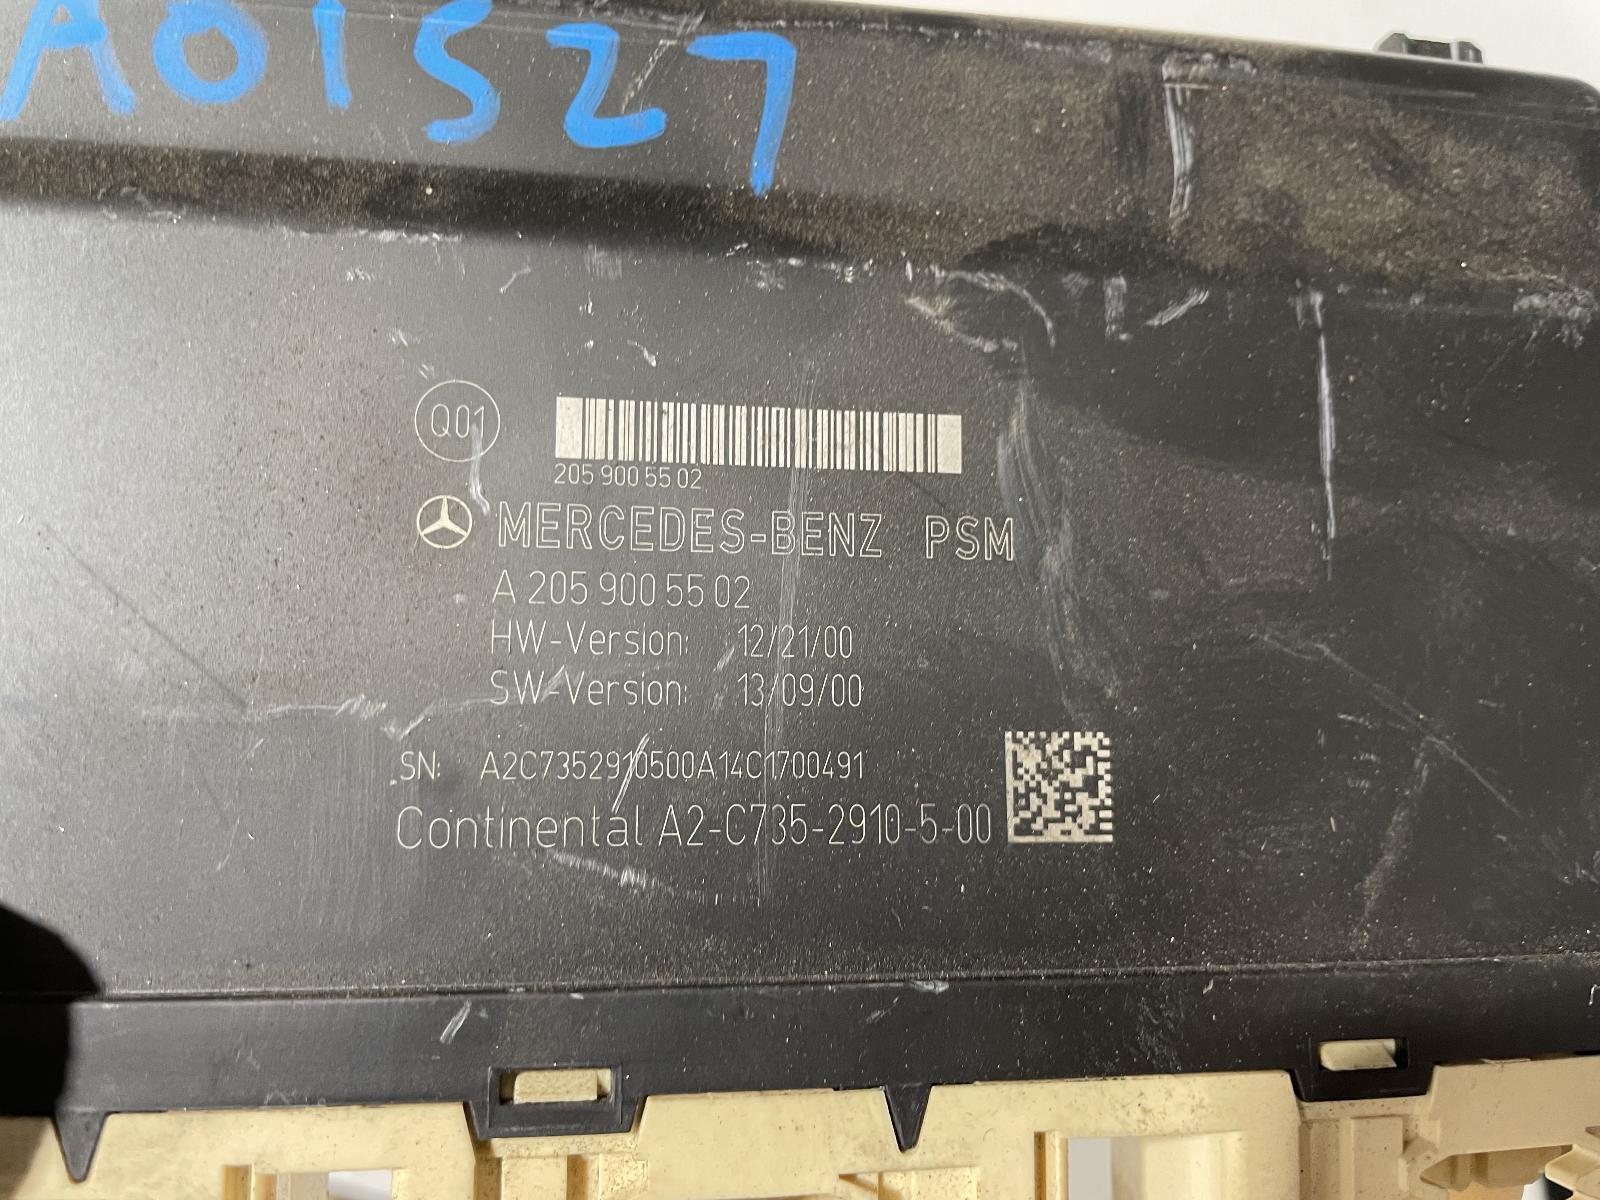 A01527
Q01
205 900 55 02
MERCEDES-BENZ PSM
A 205 900 55 02
HW-Version: 12/21/00
SW-Version: 13/09/00
SN: A2C7352910500A14C1700491
Continental A2-C735-2910-5-00